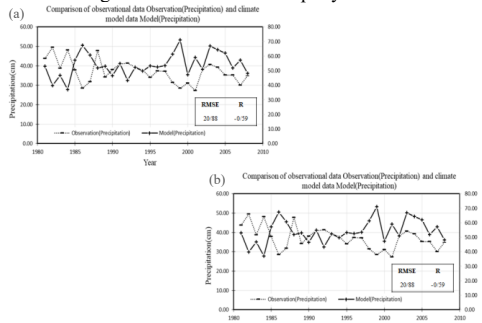 (a)
Comparison of observational data Observation(Precipitation) and climate
model data Model(Precipitation)
60.00
50.00
40.00
30.00
20.00
10.00
0.00
Precipitation(cm)
80.00
70.00
60.00
50.00
40.00
30.00
20.00
10.00
0.00
RMSE R
20/88 -0/59
Observation(Precipitation) Model(Precipitation)
1980 1985 1990 1995 2000 2005 2010
Year
(b)
Comparison of observational data Observation(Precipitation) and climate
model data Model(Precipitation)
60.00
50.00
40.00
30.00
20.00
10.00
0.00
Precipitation(cm)
80.00
70.00
60.00
50.00
40.00
30.00
20.00
10.00
0.00
RMSE R
20/88 -0/59
Observation(Precipitation) Model(Precipitation)
1980 1985 1990 1995 2000 2005 2010